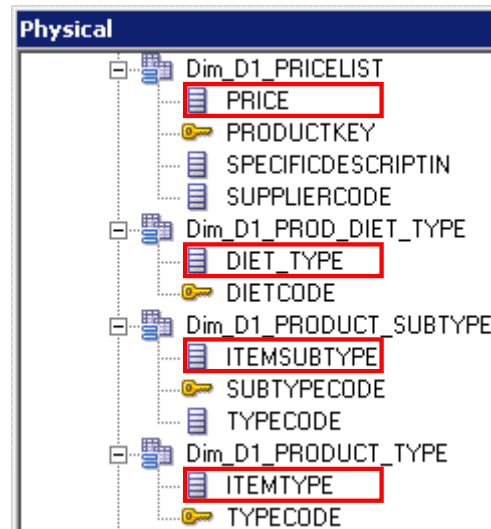 Physical
Dim_D1_PRICELIST
PRICE
PRODUCTKEY
SPECIFICDESCRIPTIN
SUPPLIERCODE
Dim_D1_PROD_DIET_TYPE
DIET_TYPE
DIETCODE
Dim_D1_PRODUCT_SUBTYPE
ITEMSUBTYPE
SUBTYPECODE
TYPECODE
Dim_D1_PRODUCT_TYPE
ITEMTYPE
TYPECODE